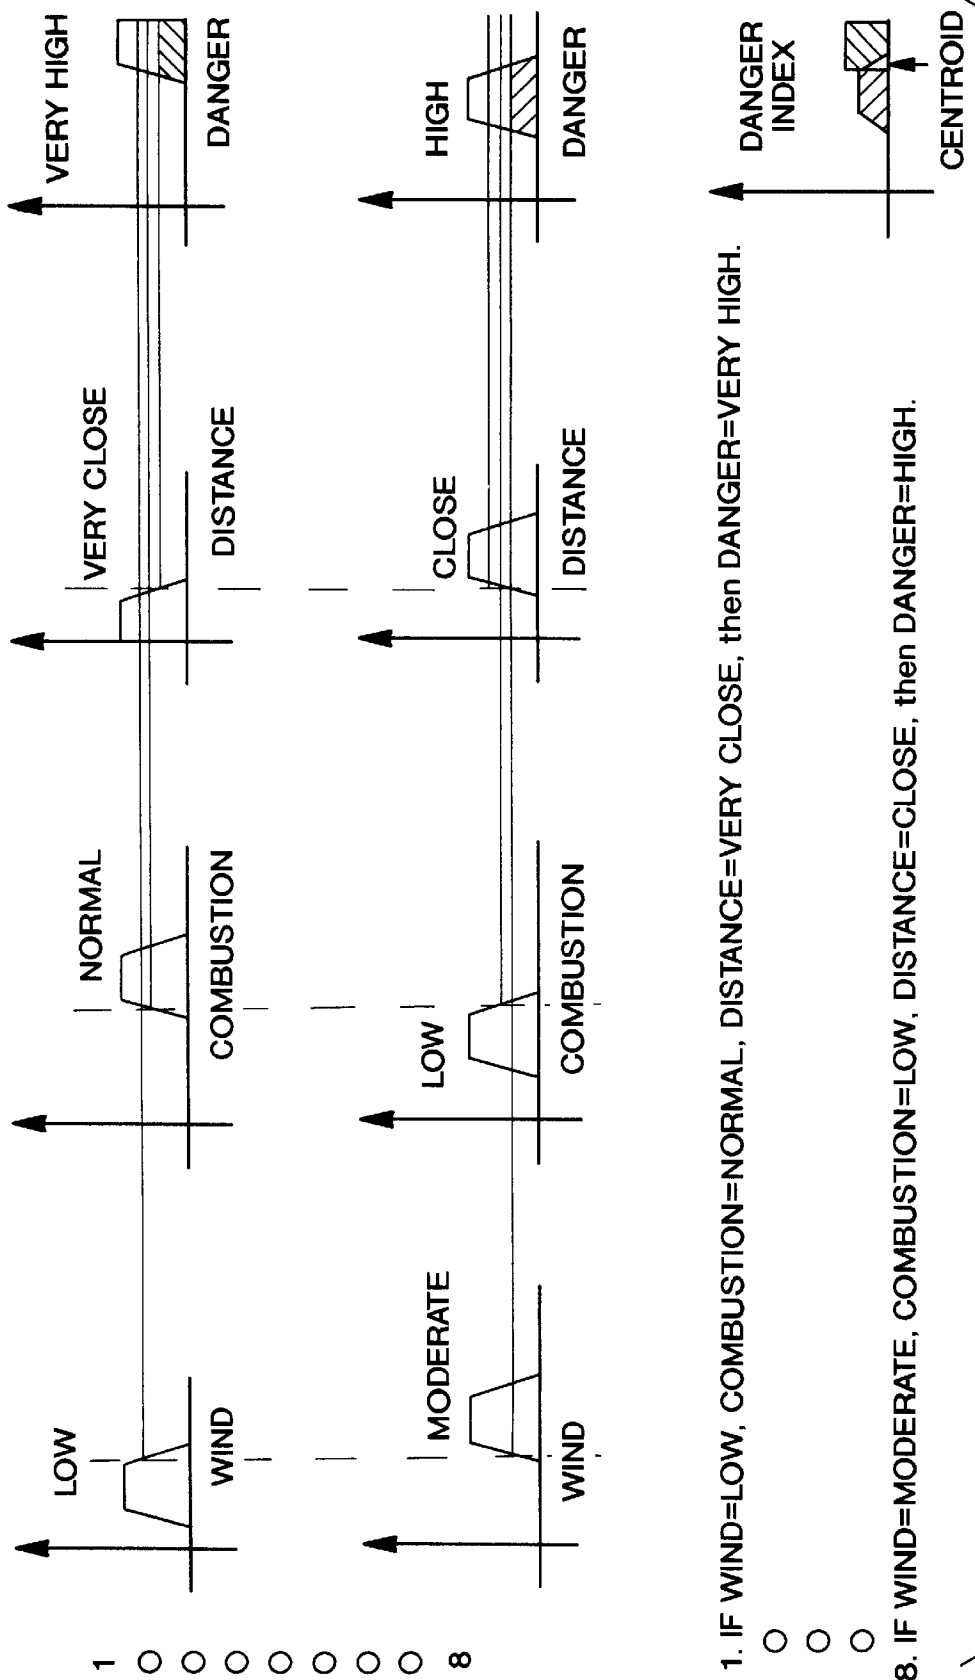 1
LOW
WIND
NORMAL
COMBUSTION
VERY CLOSE
DISTANCE
VERY HIGH
DANGER
8
MODERATE
WIND
LOW
COMBUSTION
CLOSE
DISTANCE
HIGH
DANGER
1. IF WIND=LOW, COMBUSTION=NORMAL, DISTANCE=VERY CLOSE, then DANGER=VERY HIGH.
8. IF WIND=MODERATE, COMBUSTION=LOW, DISTANCE=CLOSE, then DANGER=HIGH.
DANGER
INDEX
CENTROID